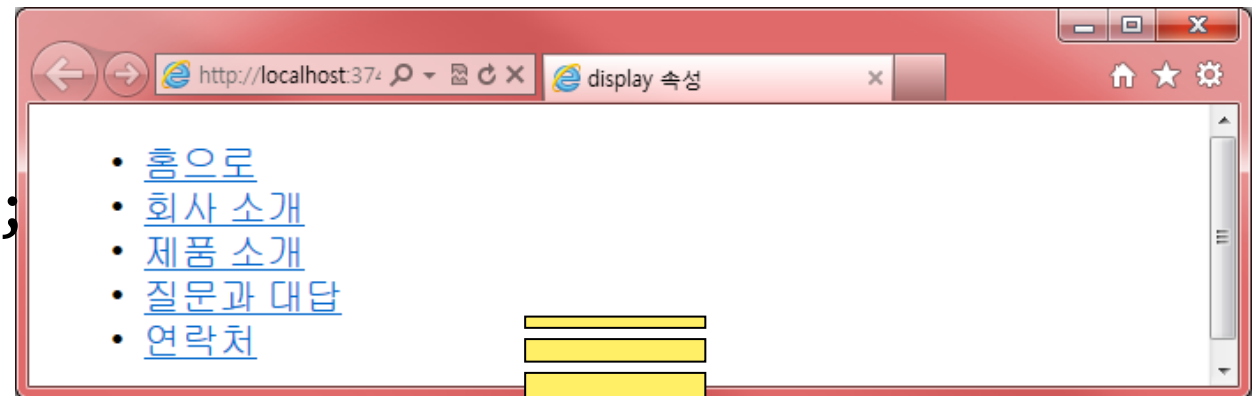 http://localhost:374
display 속성
;
• 홈으로
• 회사 소개
• 제품 소개
• 질문과 대답
• 연락처